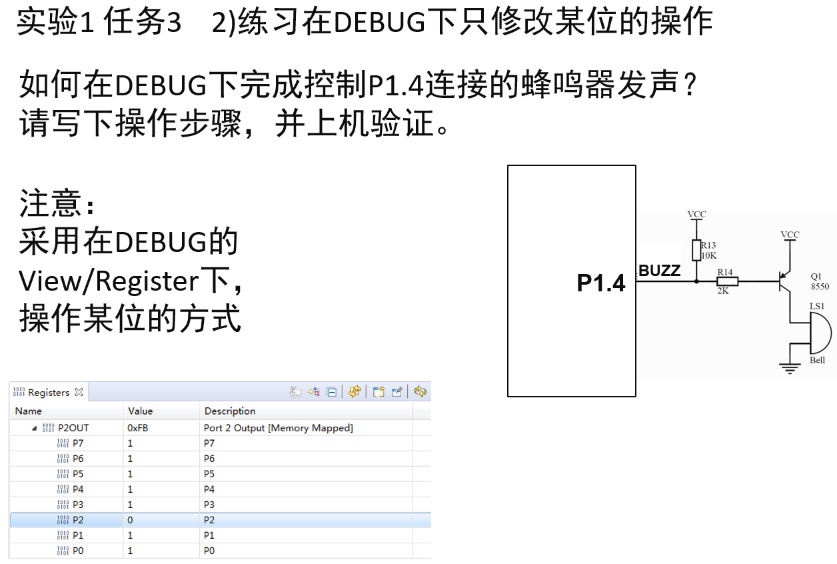 实验1 任务3 2)练习在DEBUG下只修改某位的操作
如何在DEBUG下完成控制P1.4连接的蜂鸣器发声？
请写下操作步骤，并上机验证。
注意：
采用在DEBUG的
View/Register下，
操作某位的方式
P1.4
BUZZ
VCC
R13
10K
R14
2K
VCC
Q1
8550
LS1
Bell
Registers
Name Value Description
P2OUT 0xFB Port 2 Output [Memory Mapped]
P7 1 P7
P6 1 P6
P5 1 P5
P4 1 P4
P3 1 P3
P2 0 P2
P1 1 P1
P0 1 P0